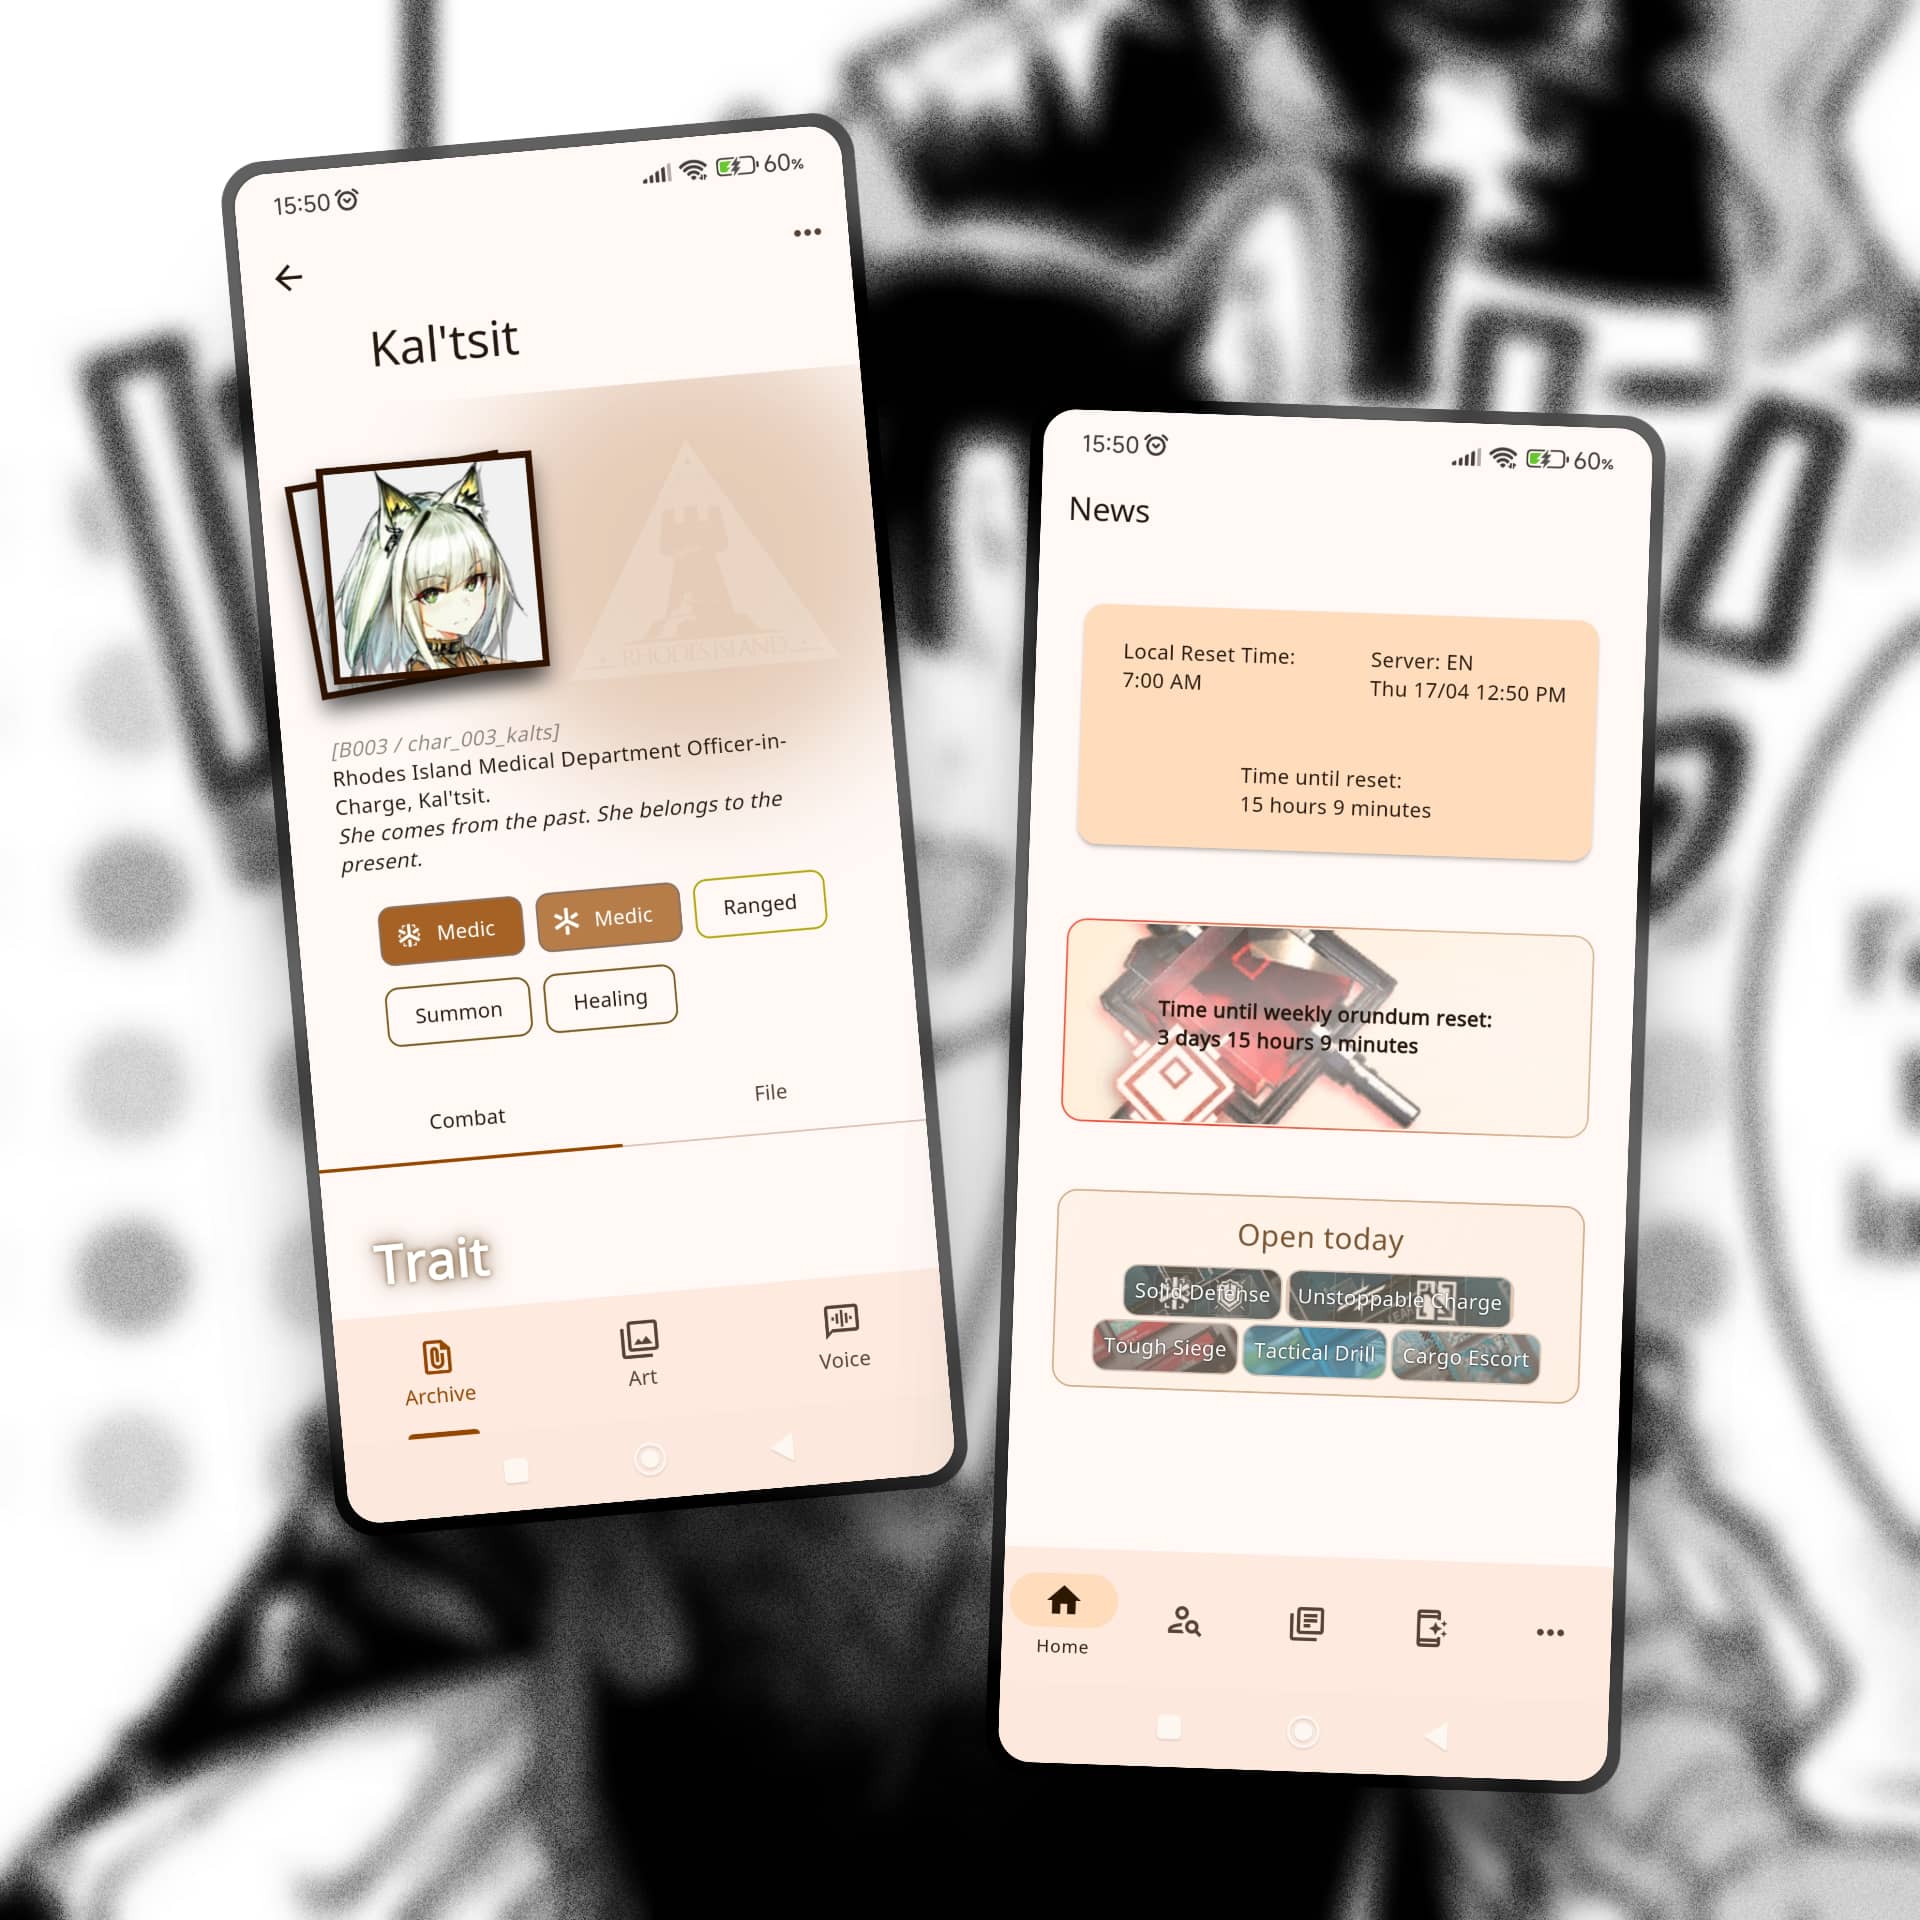 15:50
60%
Kal'tsit
RHODES ISLAND
[B003 / char_003_kalts]
Rhodes Island Medical Department Officer-in-
Charge, Kal'tsit.
She comes from the past. She belongs to the
present.
Medic
Medic
Ranged
Summon
Healing
Combat
File
Trait
Archive
Art
Voice
15:50
60%
News
Local Reset Time:
7:00 AM
Server: EN
Thu 17/04 12:50 PM
Time until reset:
15 hours 9 minutes
Time until weekly orundum reset:
3 days 15 hours 9 minutes
Open today
Solid Defense
Unstoppable Charge
Tough Siege
Tactical Drill
Cargo Escort
Home